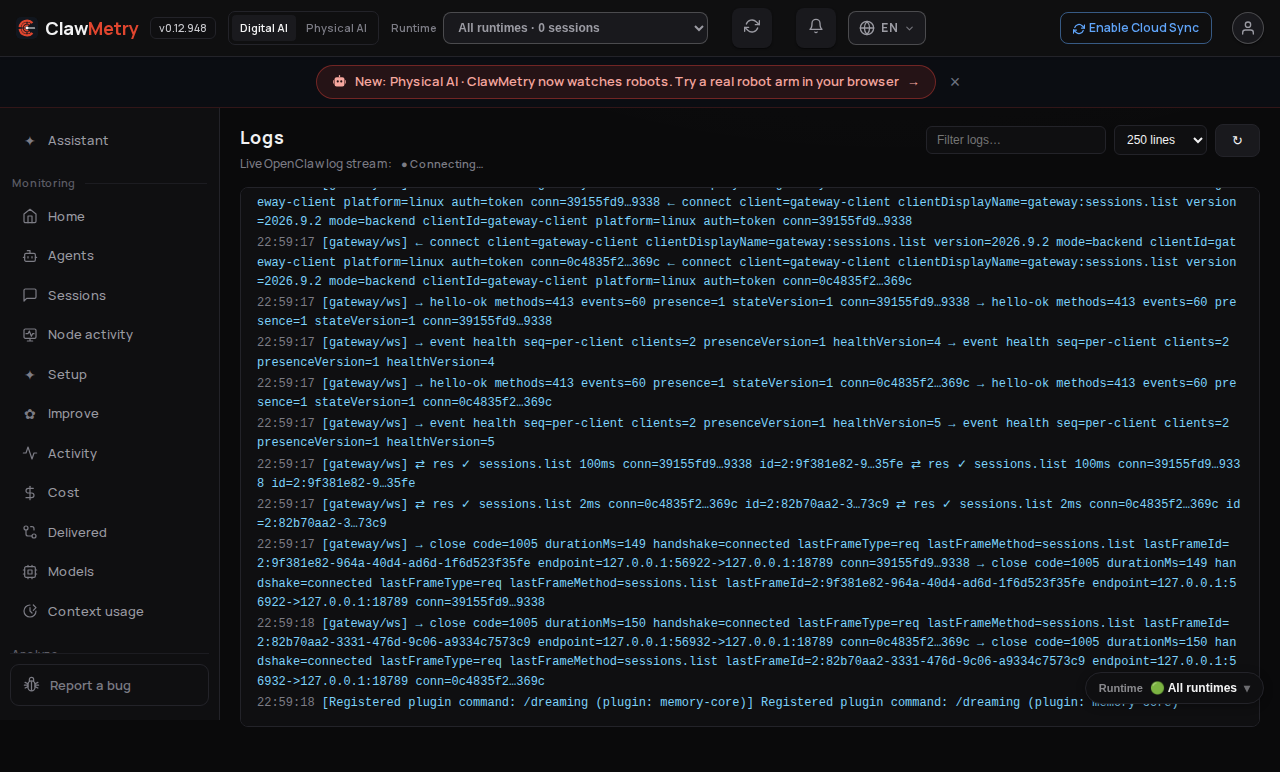 ClawMetry
v0.12.948
Digital AI
Physical AI
Runtime
All runtimes · 0 sessions
EN
Enable Cloud Sync
New: Physical AI · ClawMetry now watches robots. Try a real robot arm in your browser →
×
Assistant
Monitoring
Home
Agents
Sessions
Node activity
Setup
Improve
Activity
Cost
Delivered
Models
Context usage
Analyze
Report a bug
Logs
Live OpenClaw log stream: ● Connecting…
Filter logs…
250 lines
↻
eway-client platform=linux auth=token conn=39155fd9…9338 ← connect client=gateway-client clientDisplayName=gateway:sessions.list version
=2026.9.2 mode=backend clientId=gateway-client platform=linux auth=token conn=39155fd9…9338
22:59:17 [gateway/ws] ← connect client=gateway-client clientDisplayName=gateway:sessions.list version=2026.9.2 mode=backend clientId=gat
eway-client platform=linux auth=token conn=0c4835f2…369c ← connect client=gateway-client clientDisplayName=gateway:sessions.list version
=2026.9.2 mode=backend clientId=gateway-client platform=linux auth=token conn=0c4835f2…369c
22:59:17 [gateway/ws] → hello-ok methods=413 events=60 presence=1 stateVersion=1 conn=39155fd9…9338 → hello-ok methods=413 events=60 pre
sence=1 stateVersion=1 conn=39155fd9…9338
22:59:17 [gateway/ws] → event health seq=per-client clients=2 presenceVersion=1 healthVersion=4 → event health seq=per-client clients=2
presenceVersion=1 healthVersion=4
22:59:17 [gateway/ws] → hello-ok methods=413 events=60 presence=1 stateVersion=1 conn=0c4835f2…369c → hello-ok methods=413 events=60 pre
sence=1 stateVersion=1 conn=0c4835f2…369c
22:59:17 [gateway/ws] → event health seq=per-client clients=2 presenceVersion=1 healthVersion=5 → event health seq=per-client clients=2
presenceVersion=1 healthVersion=5
22:59:17 [gateway/ws] ⇄ res ✓ sessions.list 100ms conn=39155fd9…9338 id=2:9f381e82-9…35fe ⇄ res ✓ sessions.list 100ms conn=39155fd9…933
8 id=2:9f381e82-9…35fe
22:59:17 [gateway/ws] ⇄ res ✓ sessions.list 2ms conn=0c4835f2…369c id=2:82b70aa2-3…73c9 ⇄ res ✓ sessions.list 2ms conn=0c4835f2…369c id
=2:82b70aa2-3…73c9
22:59:17 [gateway/ws] → close code=1005 durationMs=149 handshake=connected lastFrameType=req lastFrameMethod=sessions.list lastFrameId=
2:9f381e82-964a-40d4-ad6d-1f6d523f35fe endpoint=127.0.0.1:56922->127.0.0.1:18789 conn=39155fd9…9338 → close code=1005 durationMs=149 han
dshake=connected lastFrameType=req lastFrameMethod=sessions.list lastFrameId=2:9f381e82-964a-40d4-ad6d-1f6d523f35fe endpoint=127.0.0.1:5
6922->127.0.0.1:18789 conn=39155fd9…9338
22:59:18 [gateway/ws] → close code=1005 durationMs=150 handshake=connected lastFrameType=req lastFrameMethod=sessions.list lastFrameId=
2:82b70aa2-3331-476d-9c06-a9334c7573c9 endpoint=127.0.0.1:56932->127.0.0.1:18789 conn=0c4835f2…369c → close code=1005 durationMs=150 han
dshake=connected lastFrameType=req lastFrameMethod=sessions.list lastFrameId=2:82b70aa2-3331-476d-9c06-a9334c7573c9 endpoint=127.0.0.1:5
6932->127.0.0.1:18789 conn=0c4835f2…369c
22:59:18 [Registered plugin command: /dreaming (plugin: memory-core)] Registered plugin command: /dreaming (plugin: memory-core)
Runtime All runtimes ▾